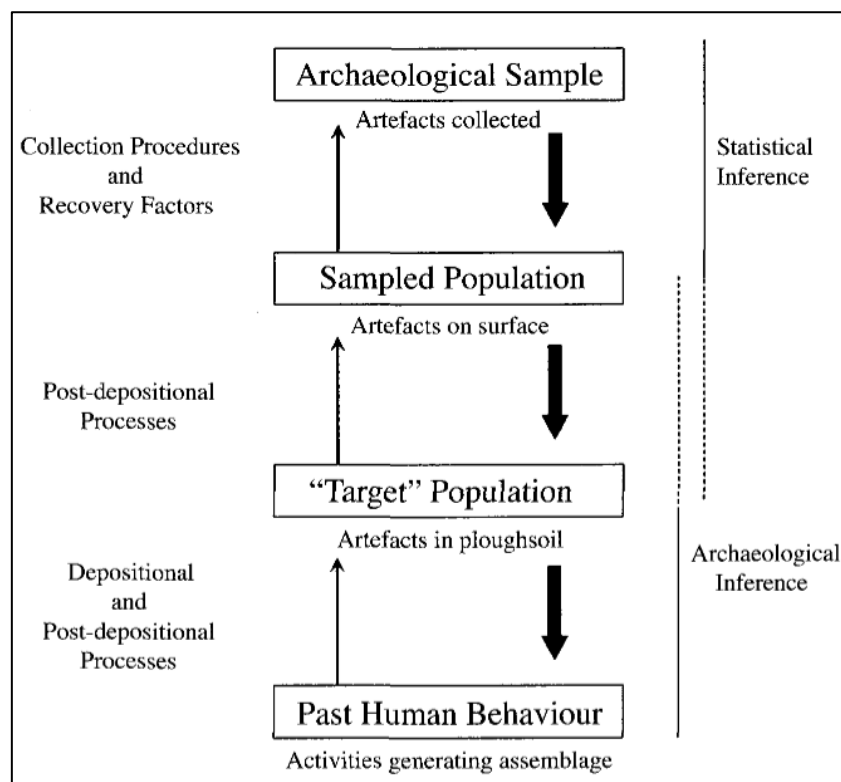 Archaeological Sample
Artefacts collected
Collection Procedures
and
Recovery Factors
Statistical
Inference
Sampled Population
Artefacts on surface
Post-depositional
Processes
“Target” Population
Artefacts in ploughsoil
Depositional
and
Post-depositional
Processes
Archaeological
Inference
Past Human Behaviour
Activities generating assemblage